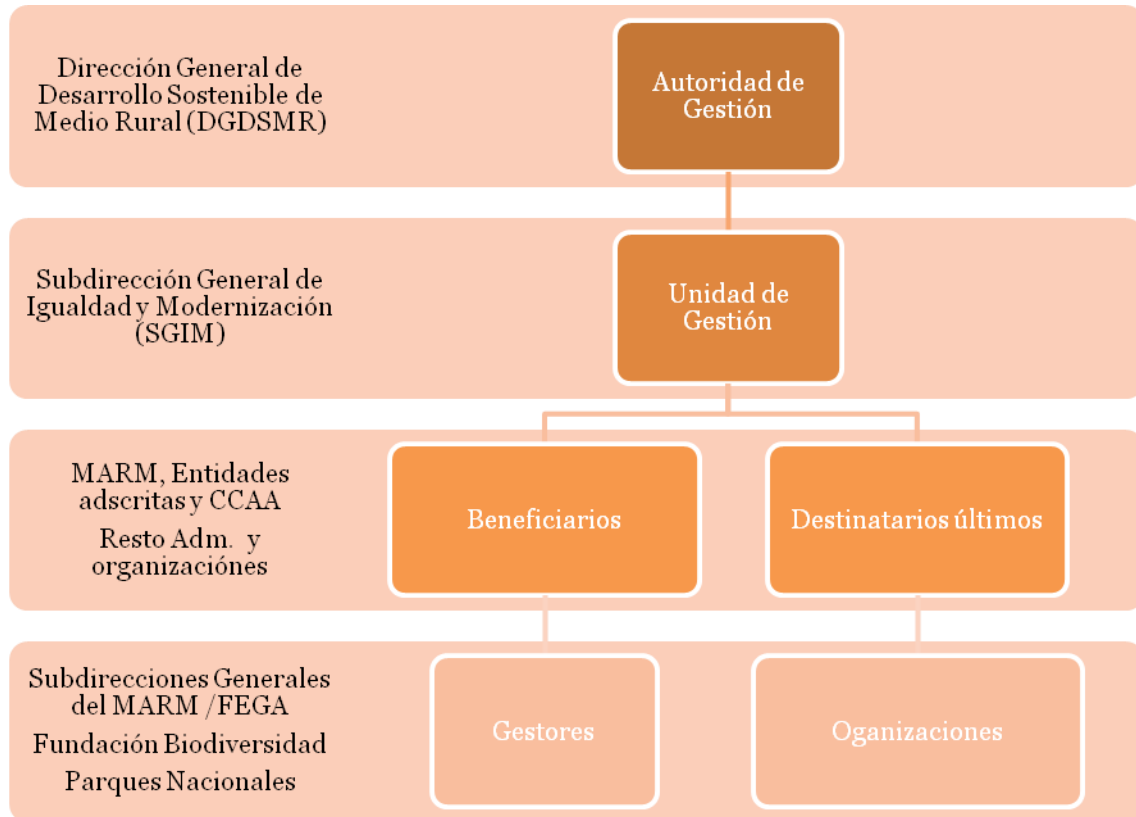 Dirección General de
Desarrollo Sostenible de
Medio Rural (DGDSMR)
Autoridad de
Gestión
Subdirección General de
Igualdad y Modernización
(SGIM)
Unidad de
Gestión
MARM, Entidades
adscritas y CCAA
Resto Adm. y
organizaciónes
Beneficiarios
Destinatarios últimos
Subdirecciones Generales
del MARM /FEGA
Fundación Biodiversidad
Parques Nacionales
Gestores
Oganizaciones